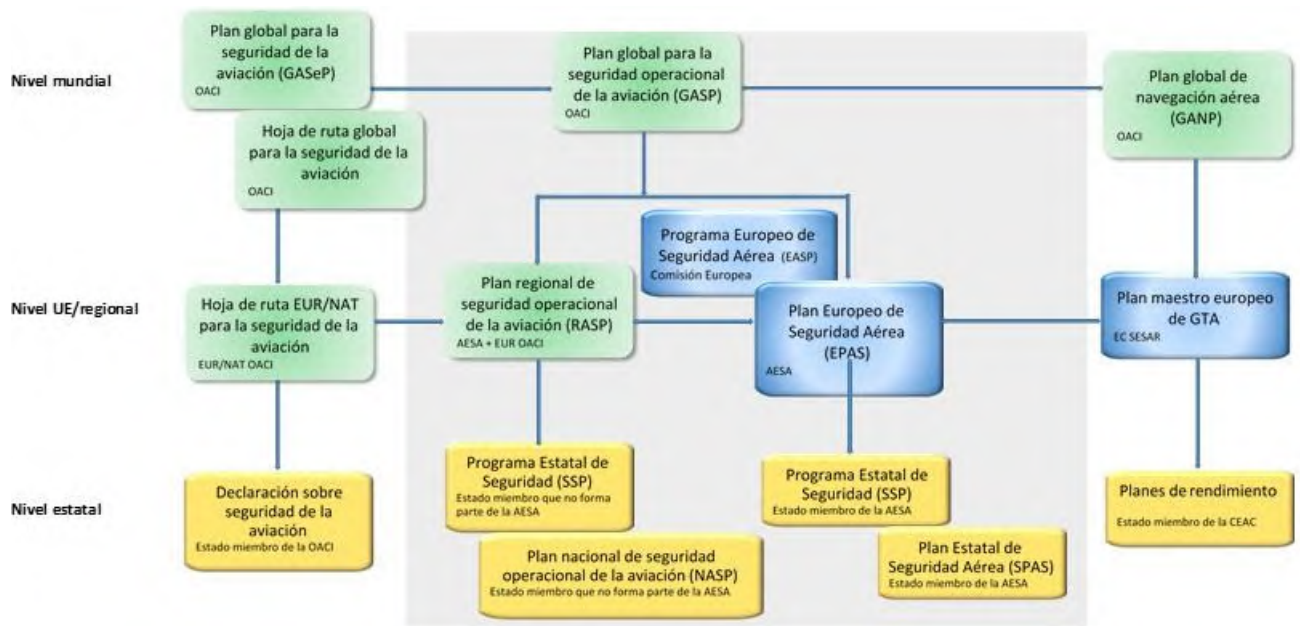 Nivel mundial
Plan global para la
seguridad de la
aviación (GASeP)
OACI
Hoja de ruta global
para la seguridad de la
aviación
OACI
Plan global para la
seguridad operacional
de la aviación (GASP)
OACI
Plan global de
navegación aérea
(GANP)
OACI
Nivel UE/regional
Hoja de ruta EUR/NAT
para la seguridad de la
aviación
EUR/NAT OACI
Plan regional de
seguridad operacional
de la aviación (RASP)
AESA + EUR OACI
Programa Europeo de
Seguridad Aérea (EASP)
Comisión Europea
Plan Europeo de
Seguridad Aérea
(EPAS)
AESA
Plan maestro europeo
de GTA
EC SESAR
Nivel estatal
Declaración sobre
seguridad de la
aviación
Estado miembro de la OACI
Programa Estatal de
Seguridad (SSP)
Estado miembro que no forma
parte de la AESA
Plan nacional de seguridad
operacional de la aviación (NASP)
Estado miembro que no forma parte de la AESA
Programa Estatal de
Seguridad (SSP)
Estado miembro de la AESA
Plan Estatal de
Seguridad Aérea (SPAS)
Estado miembro de la AESA
Planes de rendimiento
Estado miembro de la CEAC